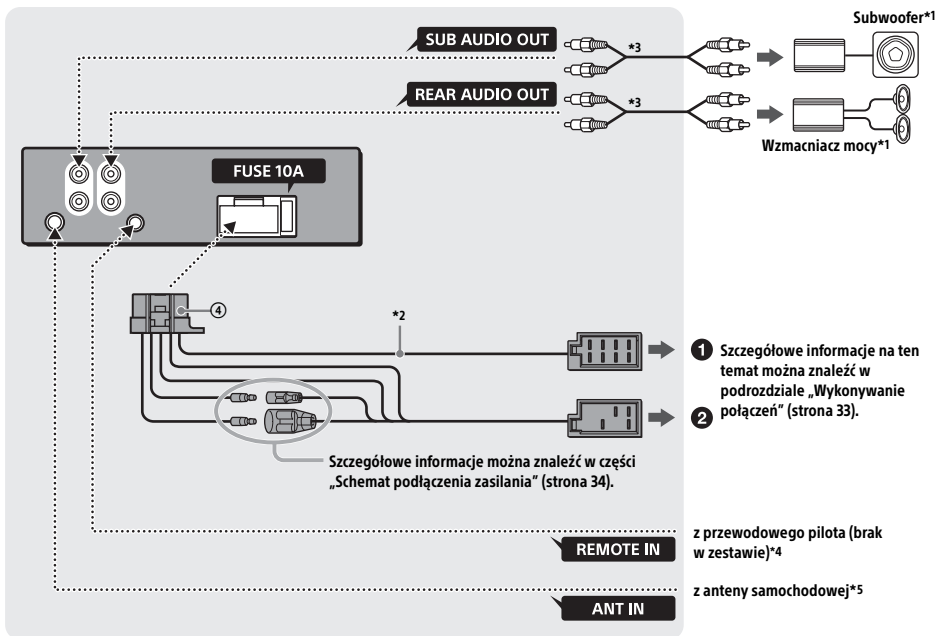 Subwoofer*1
SUB AUDIO OUT
*3
REAR AUDIO OUT
*3
Wzmacniacz mocy*1
FUSE 10A
④
*2
❶ Szczegółowe informacje na ten
temat można znaleźć w
podrozdziale „Wykonywanie
❷ połączeń” (strona 33).
Szczegółowe informacje można znaleźć w części
„Schemat podłączenia zasilania” (strona 34).
z przewodowego pilota (brak
w zestawie)*4
REMOTE IN
z anteny samochodowej*5
ANT IN